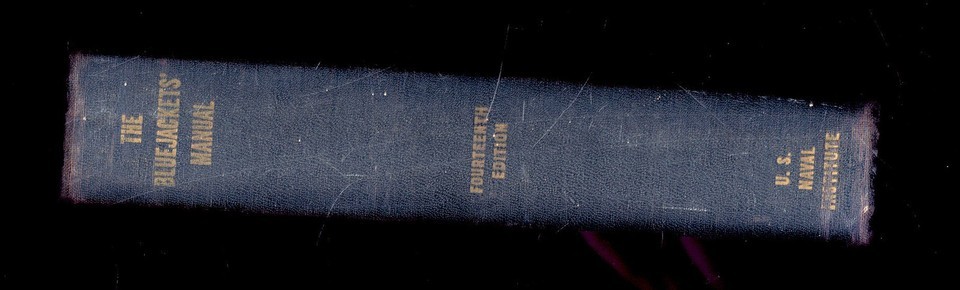 THE
BLUEJACKETS'
MANUAL
FOURTEENTH
EDITION
U. S.
NAVAL
INSTITUTE